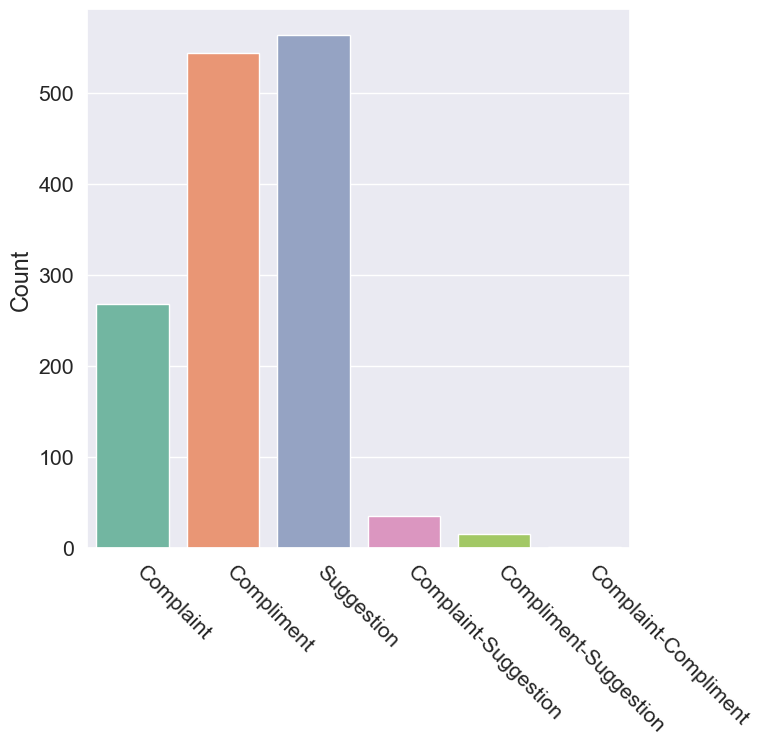 500
400
300
200
100
0
Count
Complaint
Compliment
Suggestion
Complaint-Suggestion
Compliment-Suggestion
Complaint-Compliment